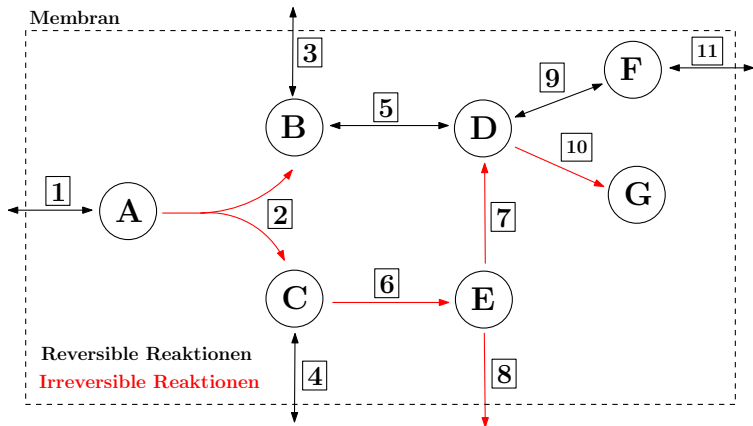 Membran
3
11
F
9
5
B
D
10
1
G
A
2
7
6
C
E
Reversible Reaktionen
4
8
Irreversible Reaktionen